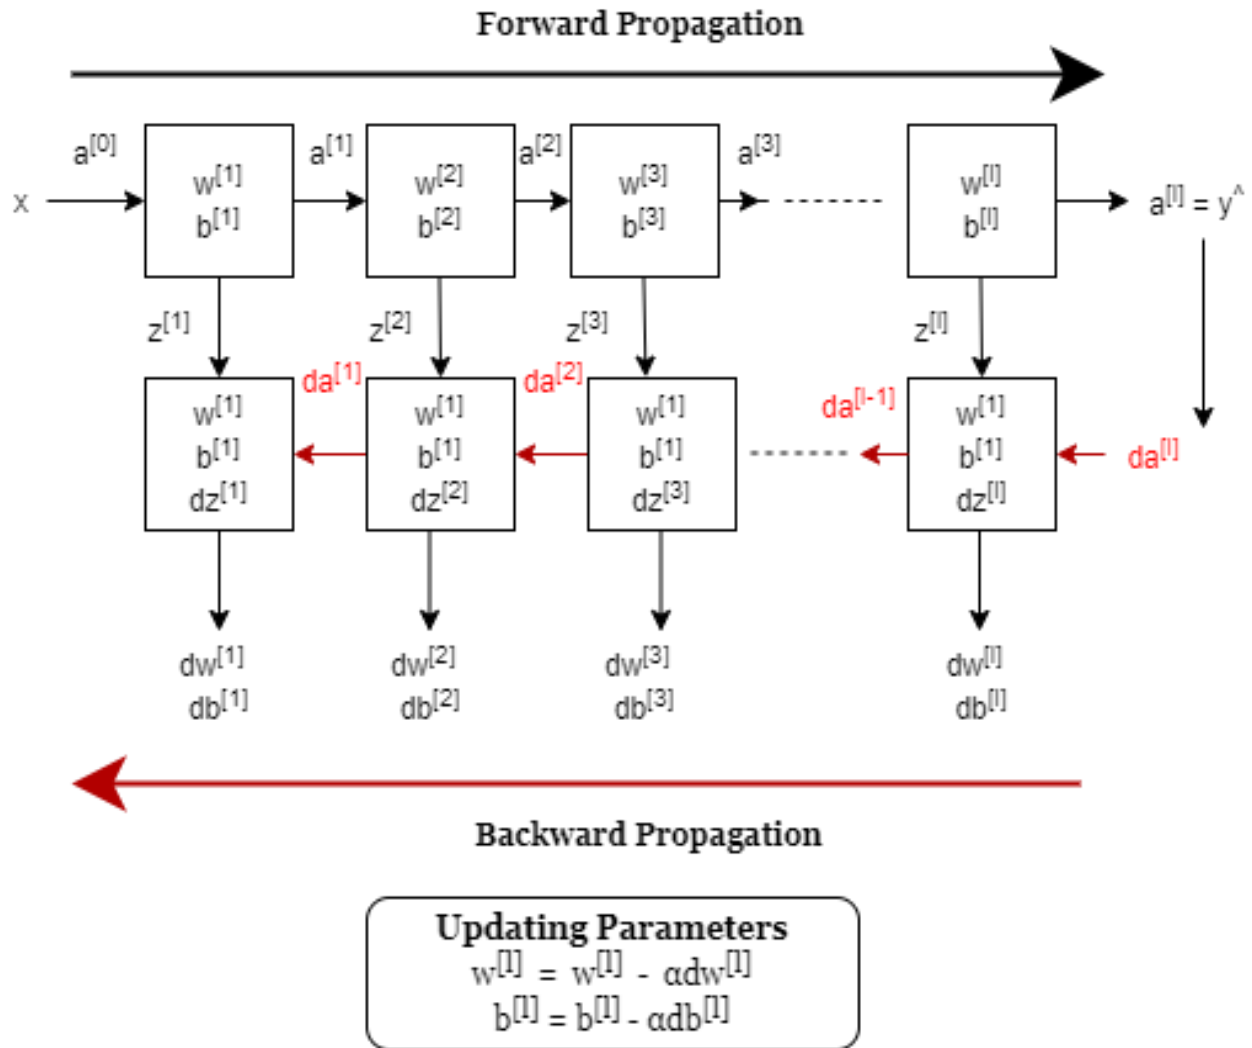 Forward Propagation
a[0] a[1] a[2] a[3]
x w[1] w[2] w[3] w[l] a[l] = y^
b[1] b[2] b[3] b[l]
z[1] z[2] z[3] z[l]
da[1] da[2] da[l-1]
w[1] w[1] w[1] w[1]
b[1] b[1] b[1] b[1] da[l]
dz[1] dz[2] dz[3] dz[l]
dw[1] dw[2] dw[3] dw[l]
db[1] db[2] db[3] db[l]
Backward Propagation
Updating Parameters
w[l] = w[l] - αdw[l]
b[l] = b[l] - αdb[l]